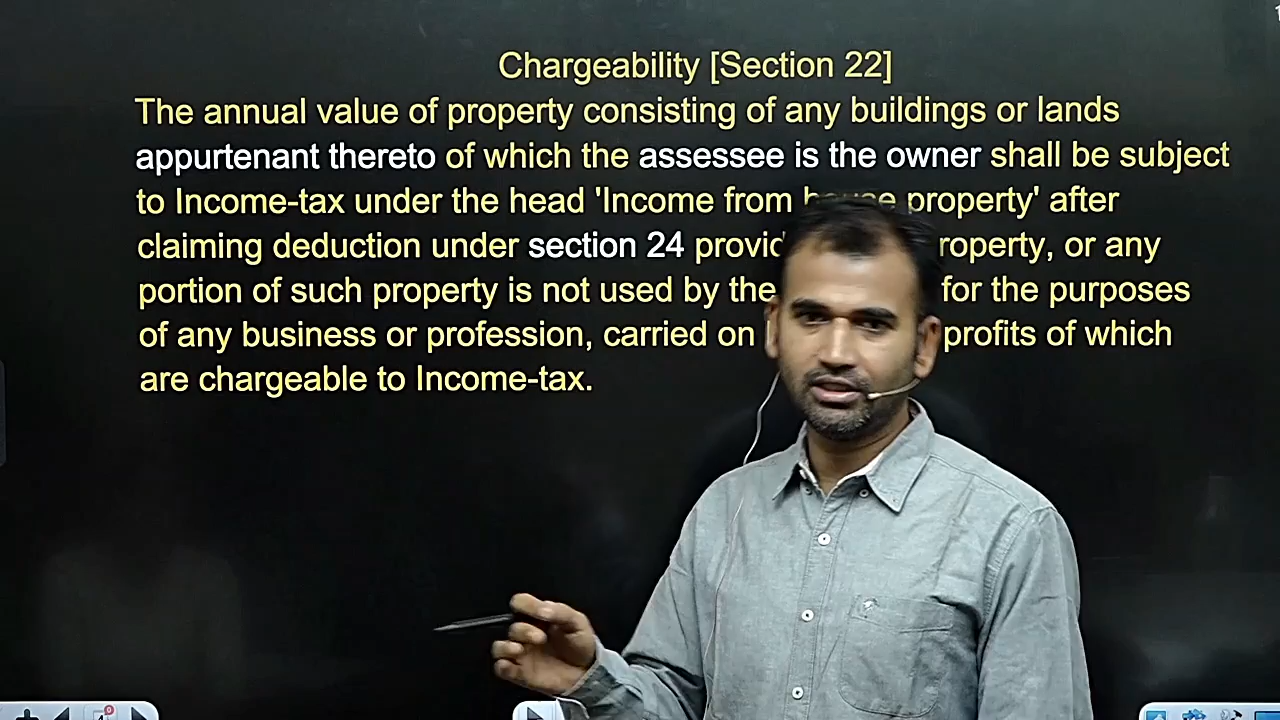 Chargeability [Section 22]
The annual value of property consisting of any buildings or lands
appurtenant thereto of which the assessee is the owner shall be subject
to Income-tax under the head 'Income from house property' after
claiming deduction under section 24 roperty, or any
portion of such property is not used by the for the purposes
of any business or profession, carried on profits of which
are chargeable to Income-tax.